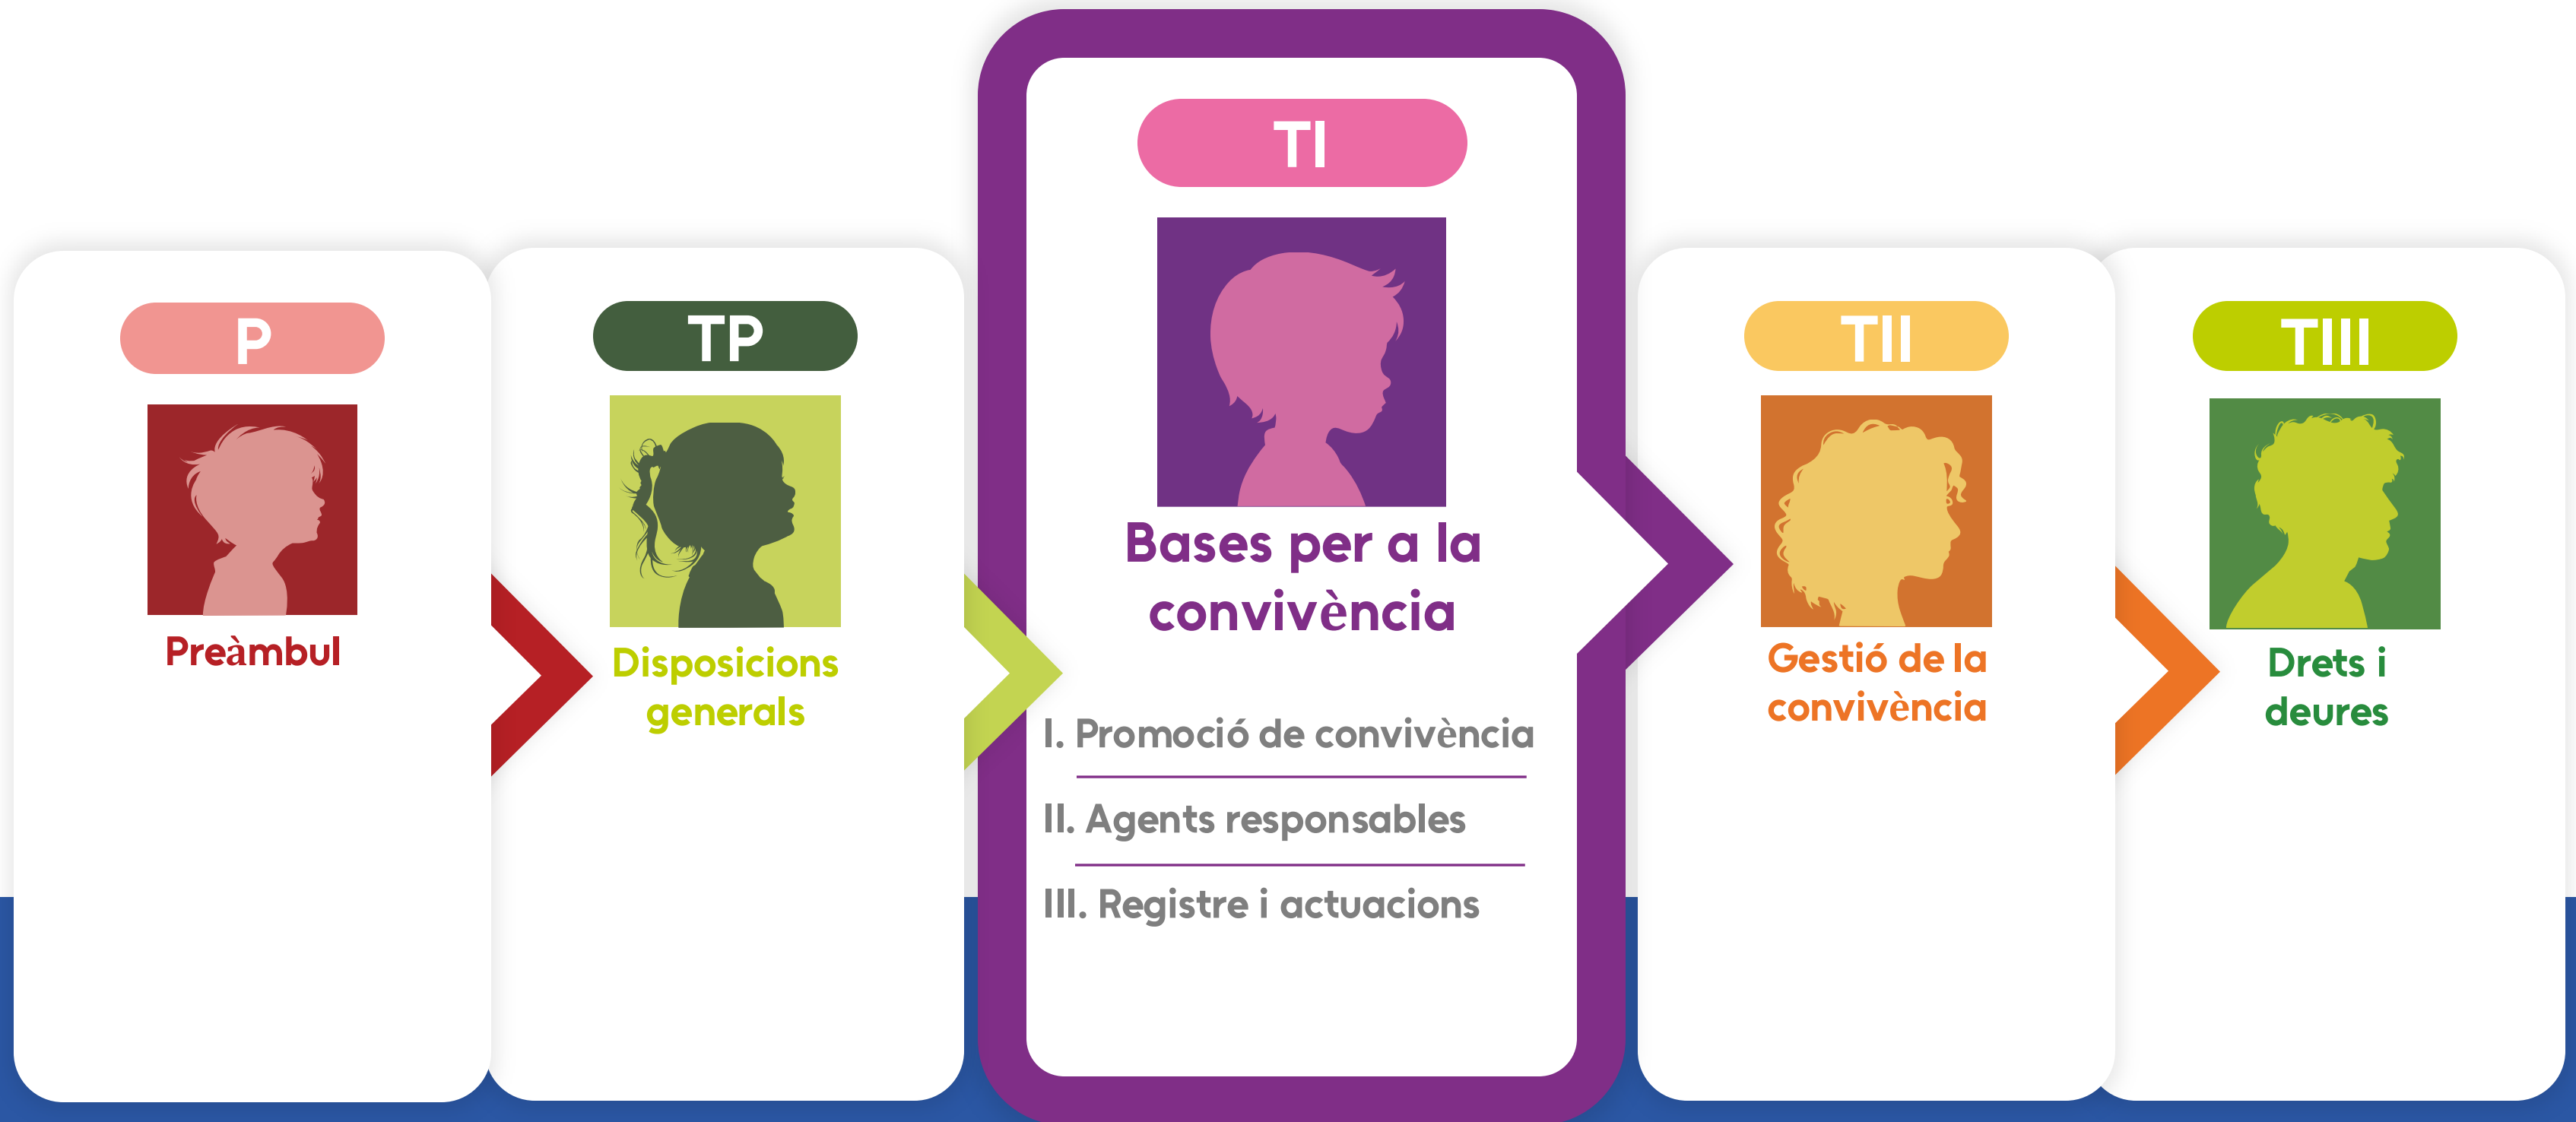 P
Preàmbul
TP
Disposicions
generals
TI
Bases per a la
convivència
I. Promoció de convivència
II. Agents responsables
III. Registre i actuacions
TII
Gestió de la
convivència
TIII
Drets i
deures